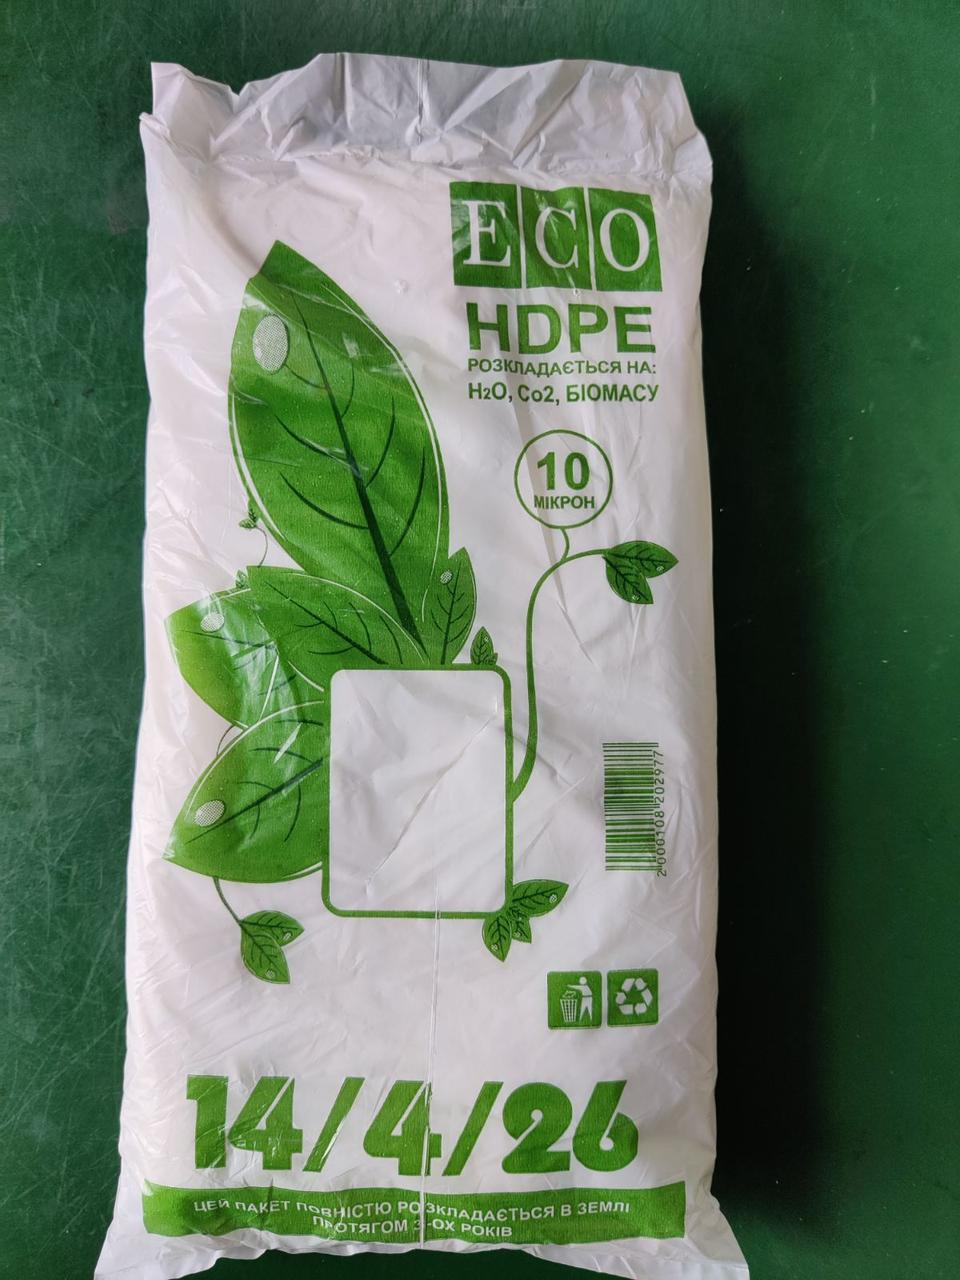 ECO
HDPE
РОЗКЛАДАЄТЬСЯ НА:
H2O, Co2, БІОМАСУ
10
МІКРОН
2000108202977
14/4/26
ЦЕЙ ПАКЕТ ПОВНІСТЮ РОЗКЛАДАЄТЬСЯ В ЗЕМЛІ
ПРОТЯГОМ 3-ОХ РОКІВ